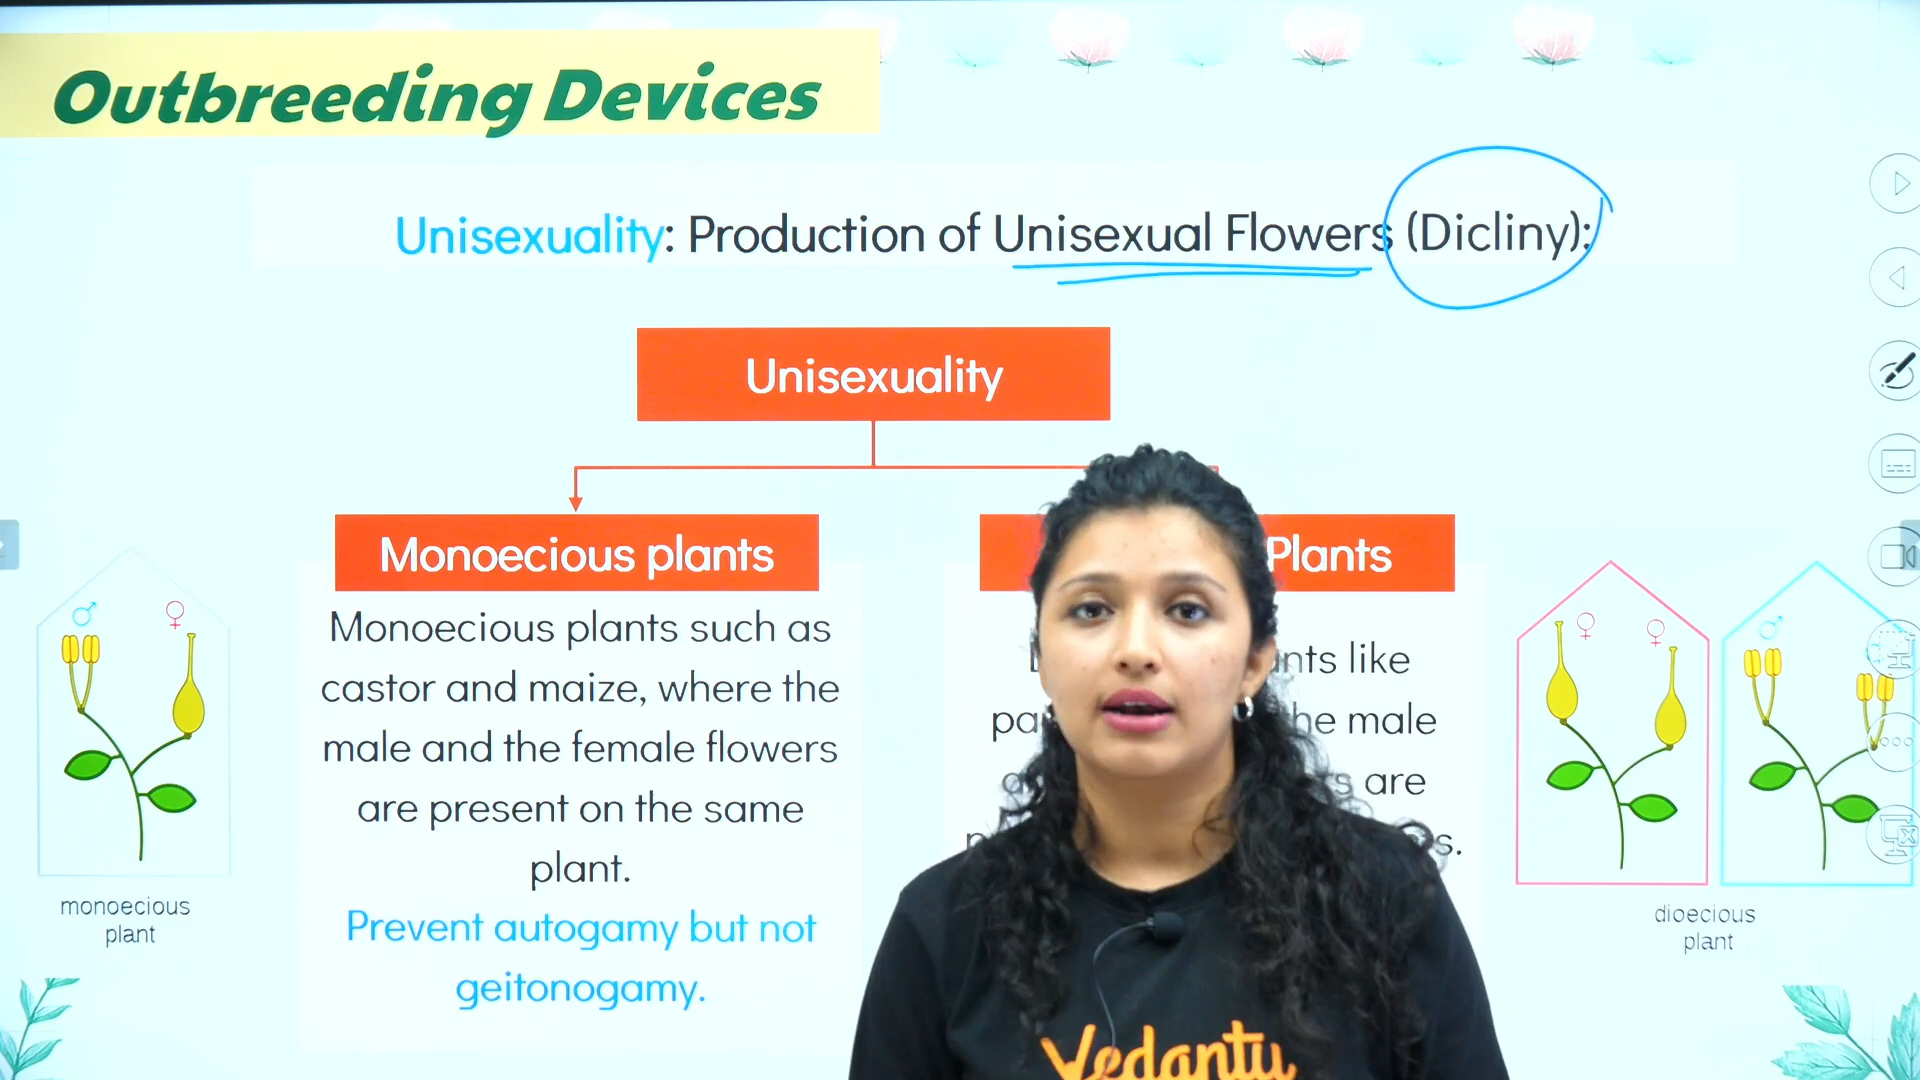 Outbreeding Devices
Unisexuality: Production of Unisexual Flowers (Dicliny):
Unisexuality
Monoecious plants
Plants
Monoecious plants such as
castor and maize, where the
male and the female flowers
are present on the same
plant.
Prevent autogamy but not
geitonogamy.
like
male
are
monoecious
plant
dioecious
plant
Vedantu